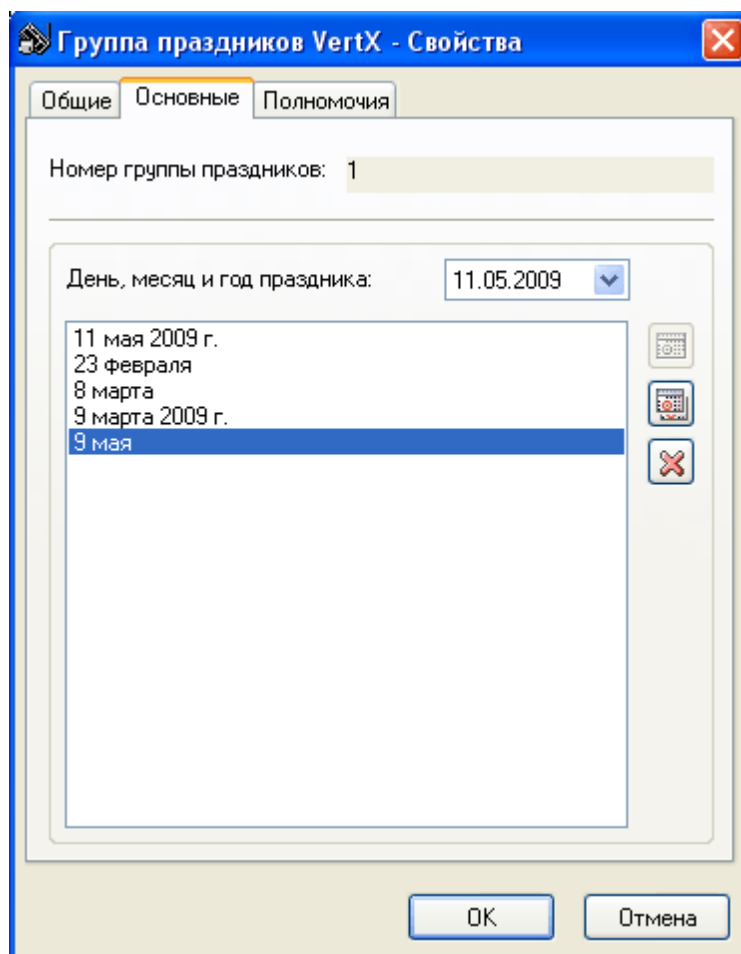 Группа праздников VertX - Свойства
Общие Основные Полномочия
Номер группы праздников: 1
День, месяц и год праздника: 11.05.2009
11 мая 2009 г.
23 февраля
8 марта
9 марта 2009 г.
9 мая
OK Отмена